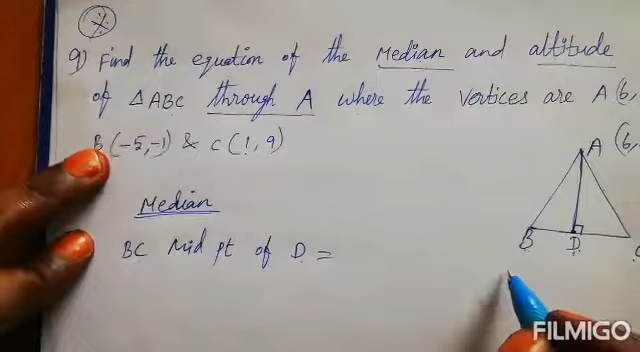 9) Find the equation of the Median and altitude
of △ABC through A where the vertices are A (6,
B(-5,-1) & C(1,9)
A (6,
Median
B D C
BC Mid pt of D =
FILMIGO